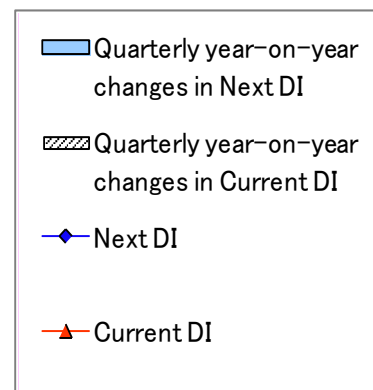 Quarterly year-on-year
changes in Next DI
Quarterly year-on-year
changes in Current DI
Next DI
Current DI